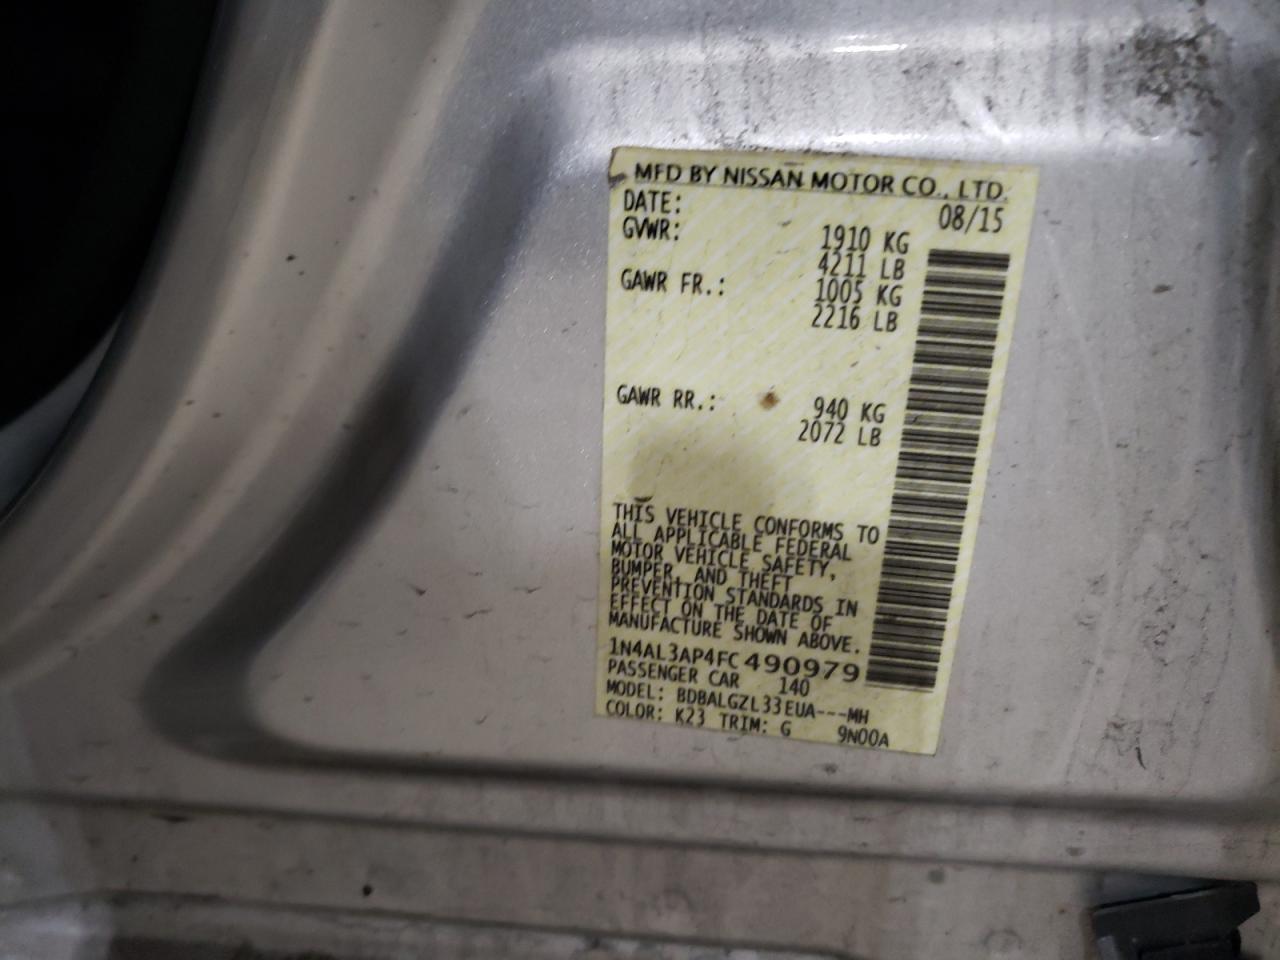 MFD BY NISSAN MOTOR CO., LTD.
DATE: 08/15
GVWR: 1910 KG
4211 LB
GAWR FR.: 1005 KG
2216 LB
GAWR RR.: 940 KG
2072 LB
THIS VEHICLE CONFORMS TO
ALL APPLICABLE FEDERAL
MOTOR VEHICLE SAFETY,
BUMPER, AND THEFT
PREVENTION STANDARDS IN
EFFECT ON THE DATE OF
MANUFACTURE SHOWN ABOVE.
1N4AL3AP4FC490979
PASSENGER CAR 140
MODEL: BDBALGZL33EUA---MH
COLOR: K23 TRIM: G 9N00A